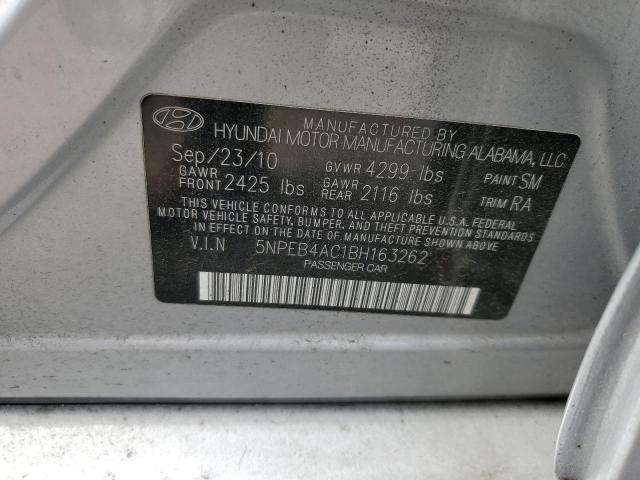 MANUFACTURED BY
HYUNDAI MOTOR MANUFACTURING ALABAMA, LLC
Sep/23/10 GVWR 4299 lbs PAINT SM
GAWR FRONT 2425 lbs GAWR REAR 2116 lbs TRIM RA
THIS VEHICLE CONFORMS TO ALL APPLICABLE U.S.A. FEDERAL
MOTOR VEHICLE SAFETY, BUMPER, AND THEFT PREVENTION STANDARDS
IN EFFECT ON THE DATE OF MANUFACTURE SHOWN ABOVE.
V.I.N 5NPEB4AC1BH163262
PASSENGER CAR